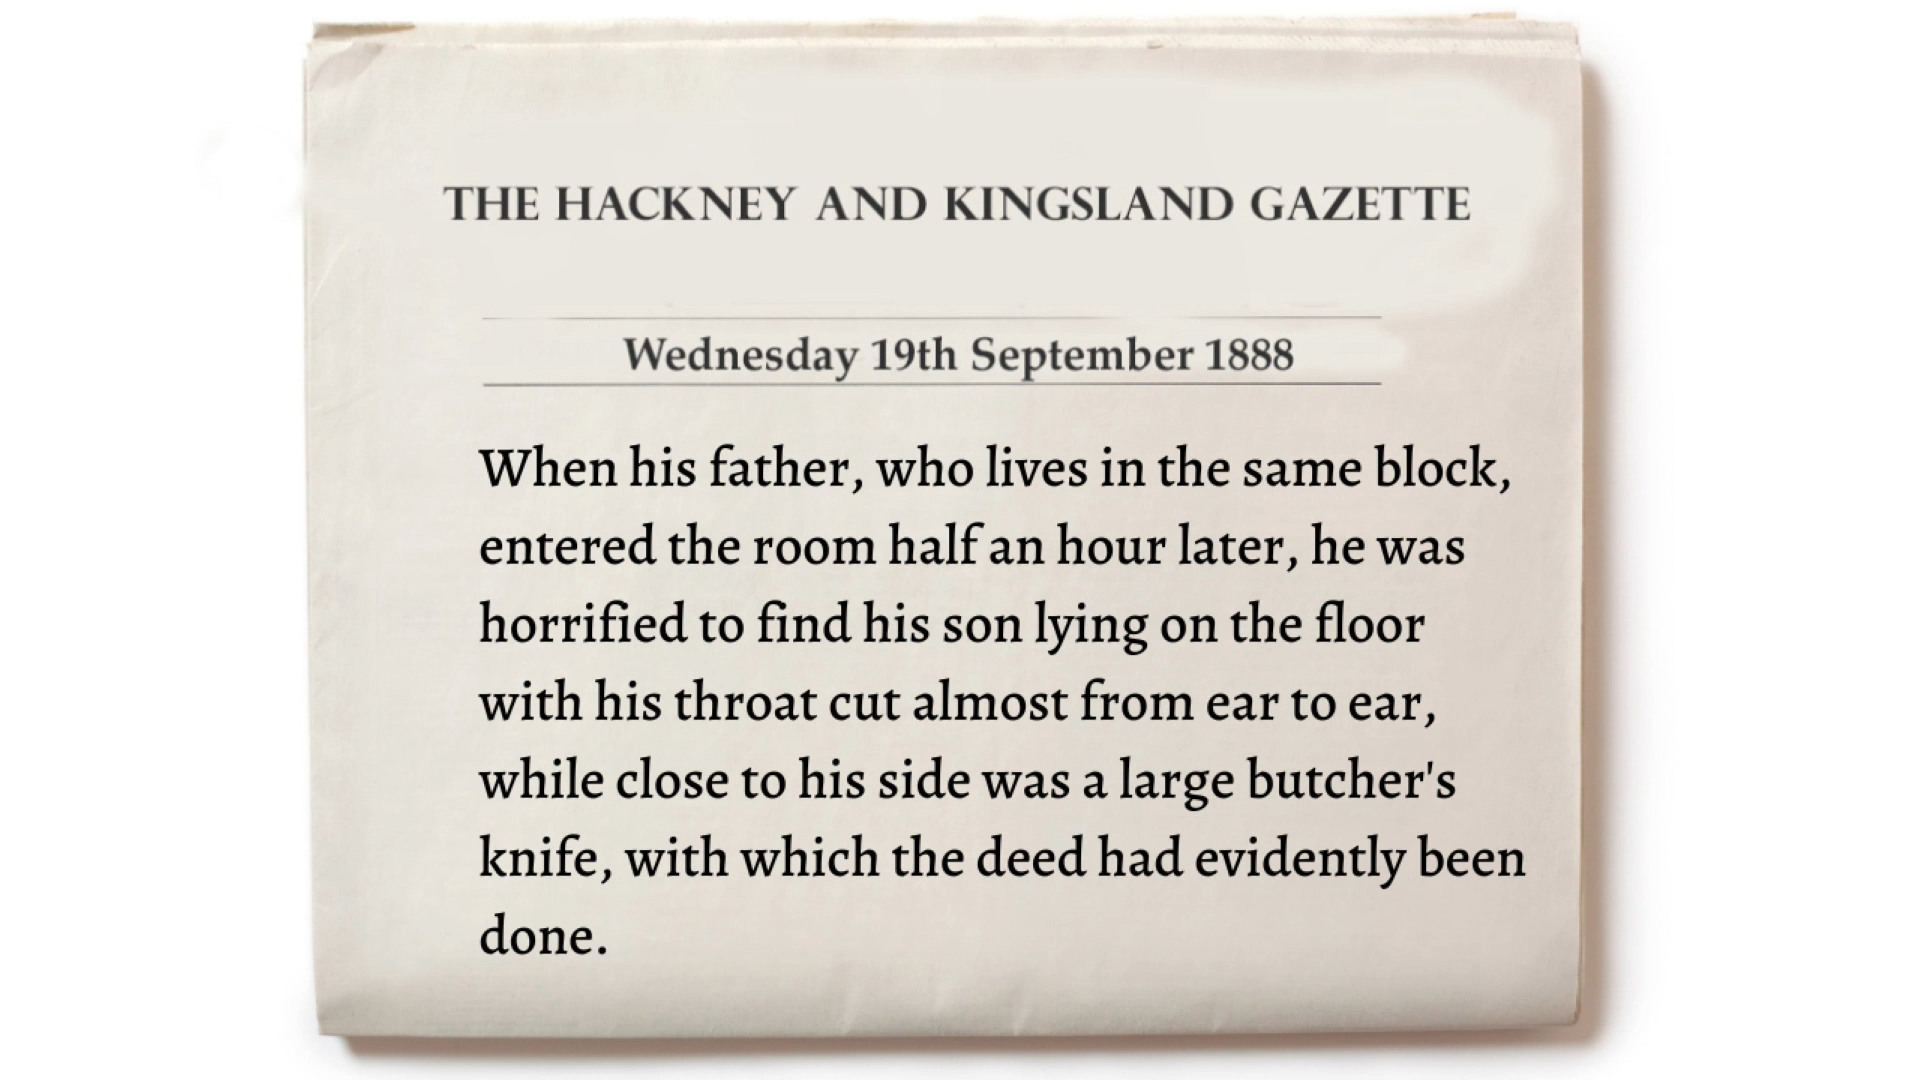 THE HACKNEY AND KINGSLAND GAZETTE
Wednesday 19th September 1888
When his father, who lives in the same block,
entered the room half an hour later, he was
horrified to find his son lying on the floor
with his throat cut almost from ear to ear,
while close to his side was a large butcher's
knife, with which the deed had evidently been
done.